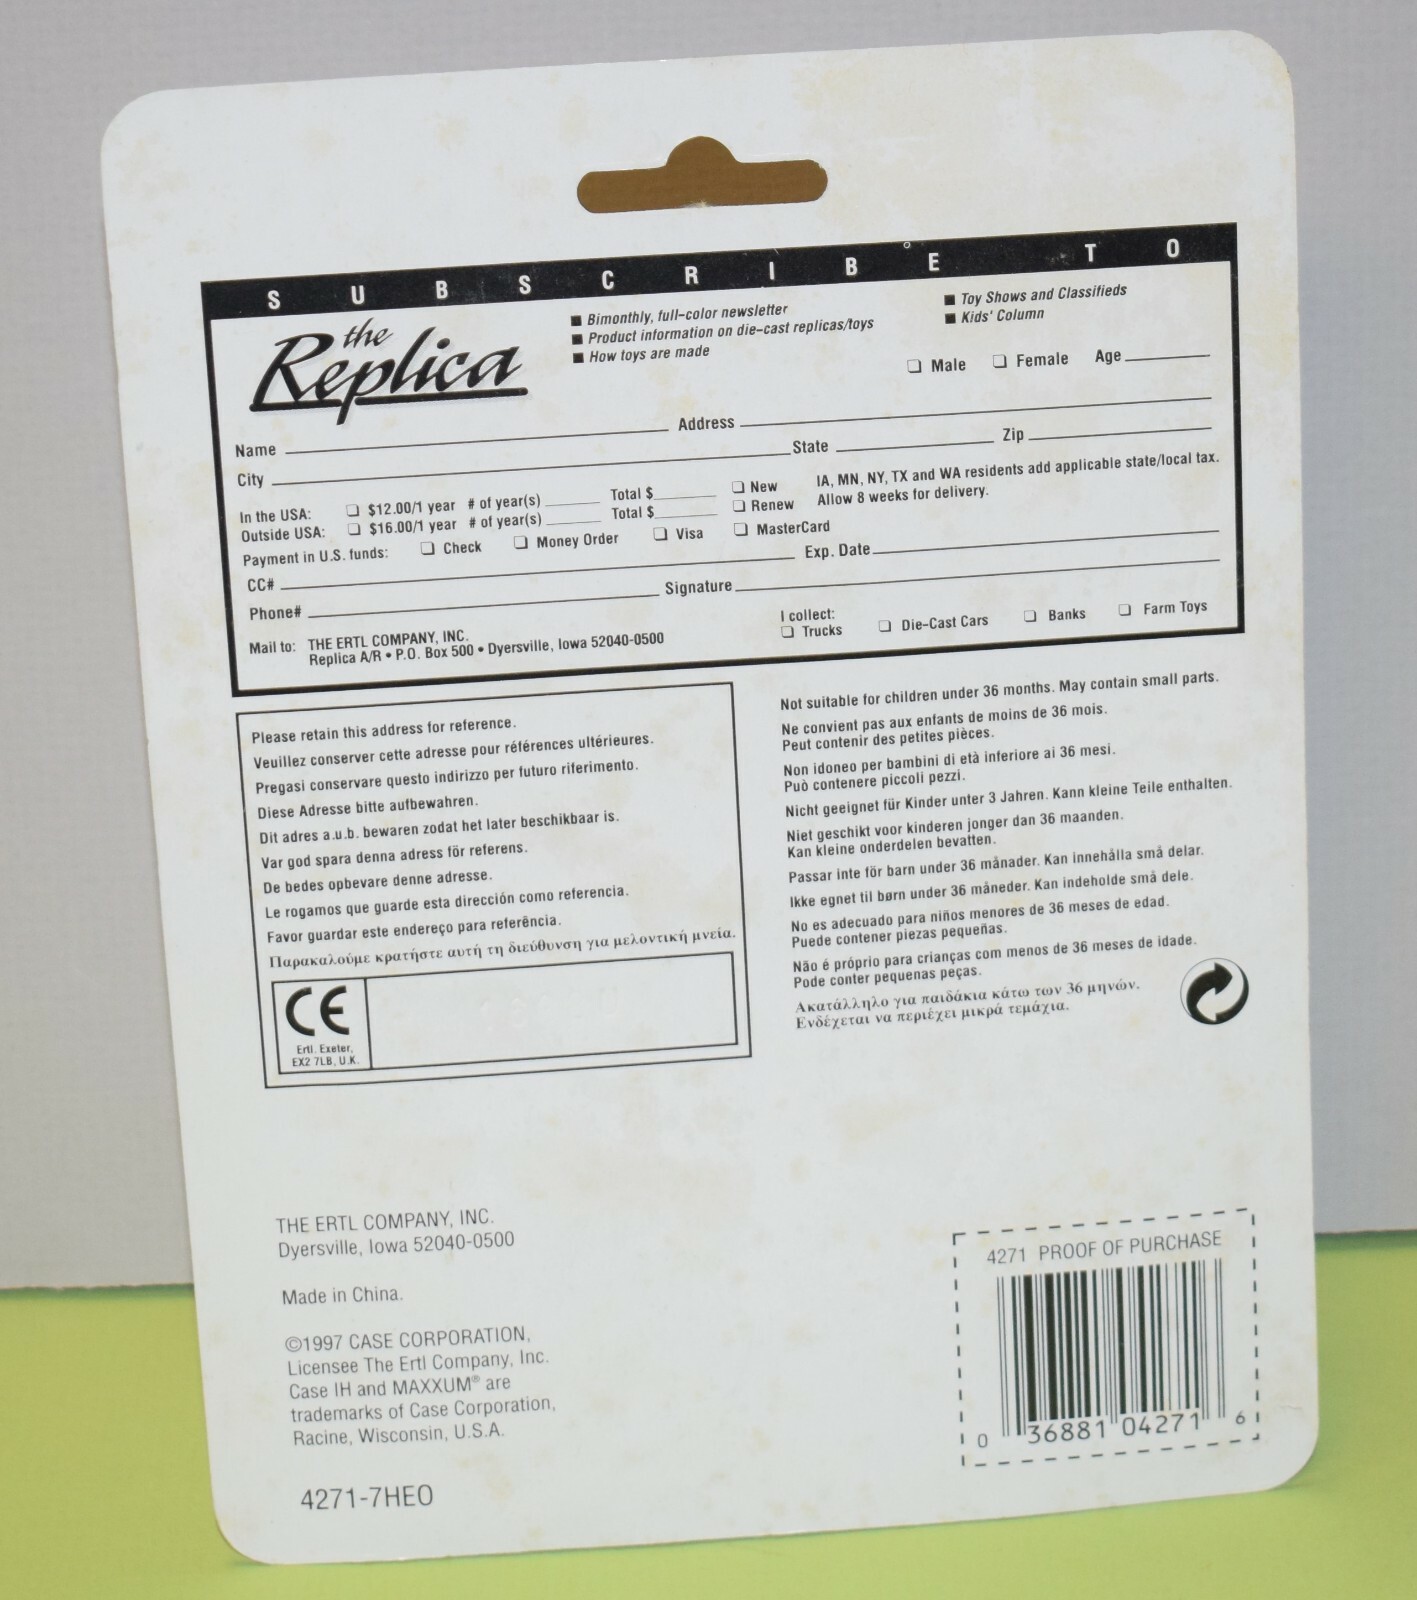 SUBSCRIBE TO
the
Replica
■ Bimonthly, full-color newsletter
■ Product information on die-cast replicas/toys
■ How toys are made
■ Toy Shows and Classifieds
■ Kids' Column
❏ Male ❏ Female Age
Name Address
City State Zip
In the USA: ❏ $12.00/1 year # of year(s) Total $
Outside USA: ❏ $16.00/1 year # of year(s) Total $
❏ New
❏ Renew
IA, MN, NY, TX and WA residents add applicable state/local tax.
Allow 8 weeks for delivery.
Payment in U.S. funds: ❏ Check ❏ Money Order ❏ Visa ❏ MasterCard
CC# Exp. Date
Phone# Signature
Mail to: THE ERTL COMPANY, INC.
Replica A/R • P.O. Box 500 • Dyersville, Iowa 52040-0500
I collect:
❏ Trucks ❏ Die-Cast Cars ❏ Banks ❏ Farm Toys
Please retain this address for reference.
Veuillez conserver cette adresse pour références ultérieures.
Pregasi conservare questo indirizzo per futuro riferimento.
Diese Adresse bitte aufbewahren.
Dit adres a.u.b. bewaren zodat het later beschikbaar is.
Var god spara denna adress för referens.
De bedes opbevare denne adresse.
Le rogamos que guarde esta dirección como referencia.
Favor guardar este endereço para referência.
Παρακαλούμε κρατήστε αυτή τη διεύθυνση για μελοντική μνεία.
CE
Ertl, Exeter,
EX2 7LB, U.K.
Not suitable for children under 36 months. May contain small parts.
Ne convient pas aux enfants de moins de 36 mois.
Peut contenir des petites pièces.
Non idoneo per bambini di età inferiore ai 36 mesi.
Può contenere piccoli pezzi.
Nicht geeignet für Kinder unter 3 Jahren. Kann kleine Teile enthalten.
Niet geschikt voor kinderen jonger dan 36 maanden.
Kan kleine onderdelen bevatten.
Passar inte för barn under 36 månader. Kan innehålla små delar.
Ikke egnet til børn under 36 måneder. Kan indeholde små dele.
No es adecuado para niños menores de 36 meses de edad.
Puede contener piezas pequeñas.
Não é próprio para crianças com menos de 36 meses de idade.
Pode conter pequenas peças.
Ακατάλληλο για παιδάκια κάτω των 36 μηνών.
Ενδέχεται να περιέχει μικρά τεμάχια.
THE ERTL COMPANY, INC.
Dyersville, Iowa 52040-0500
Made in China.
©1997 CASE CORPORATION,
Licensee The Ertl Company, Inc.
Case IH and MAXXUM® are
trademarks of Case Corporation,
Racine, Wisconsin, U.S.A.
4271-7HEO
4271 PROOF OF PURCHASE
0 36881 04271 6